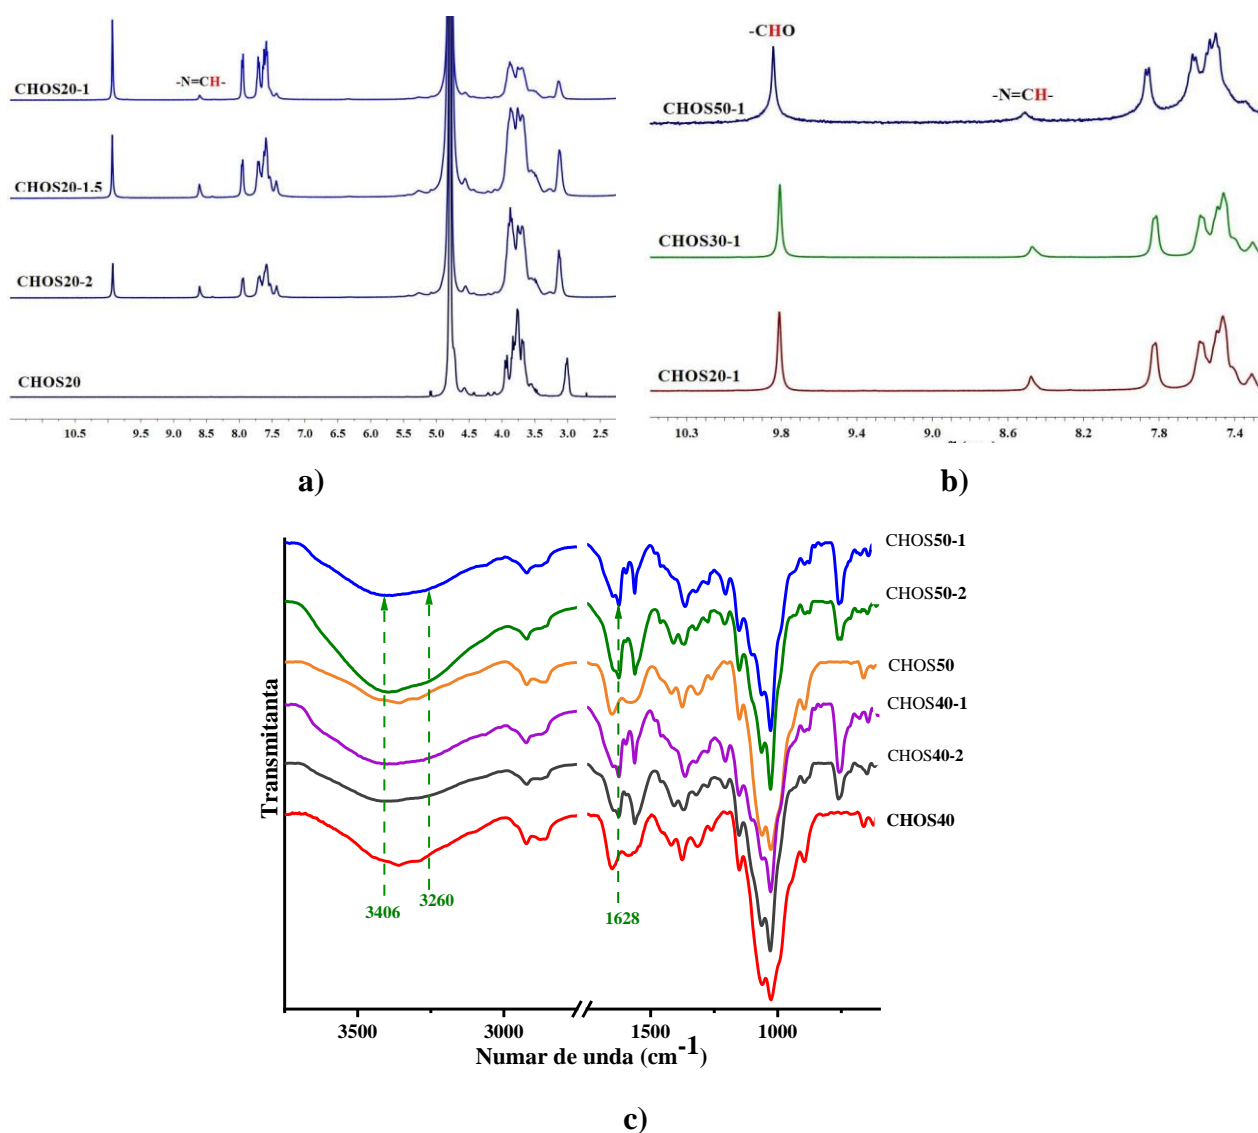 CHOS20-1
-N=CH-
CHOS20-1.5
CHOS20-2
CHOS20
10.5 9.5 9.0 8.5 8.0 7.5 7.0 6.5 6.0 5.5 5.0 4.5 4.0 3.5 3.0 2.5
a)
-CHO
-N=CH-
CHOS50-1
CHOS30-1
CHOS20-1
10.3 9.8 9.4 9.0 8.6 8.2 7.8 7.4
b)
CHOS50-1
CHOS50-2
CHOS50
CHOS40-1
CHOS40-2
CHOS40
Transmitanta
3406
3260
1628
3500 3000 1500 1000
Numar de unda (cm-1)
c)